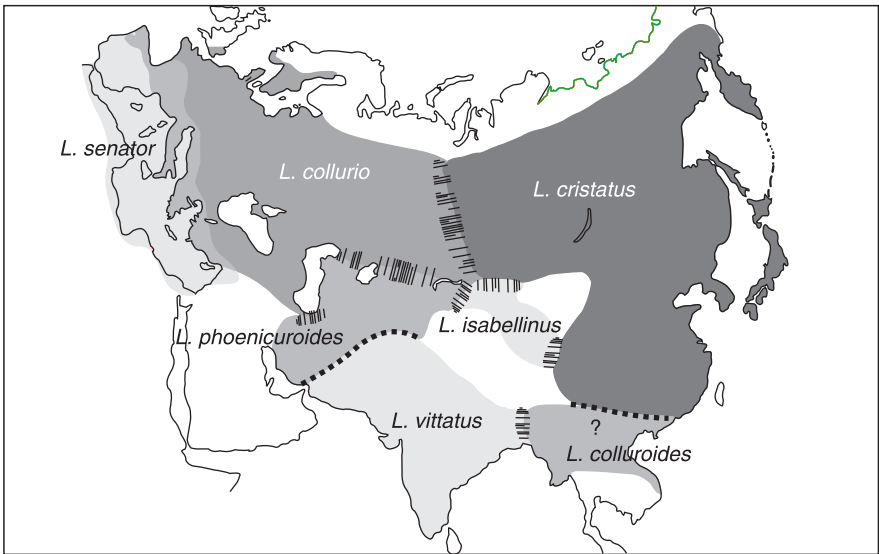 L. senator
L. collurio
L. cristatus
L. phoenicuroides
L. isabellinus
L. vittatus
?
L. colluroides